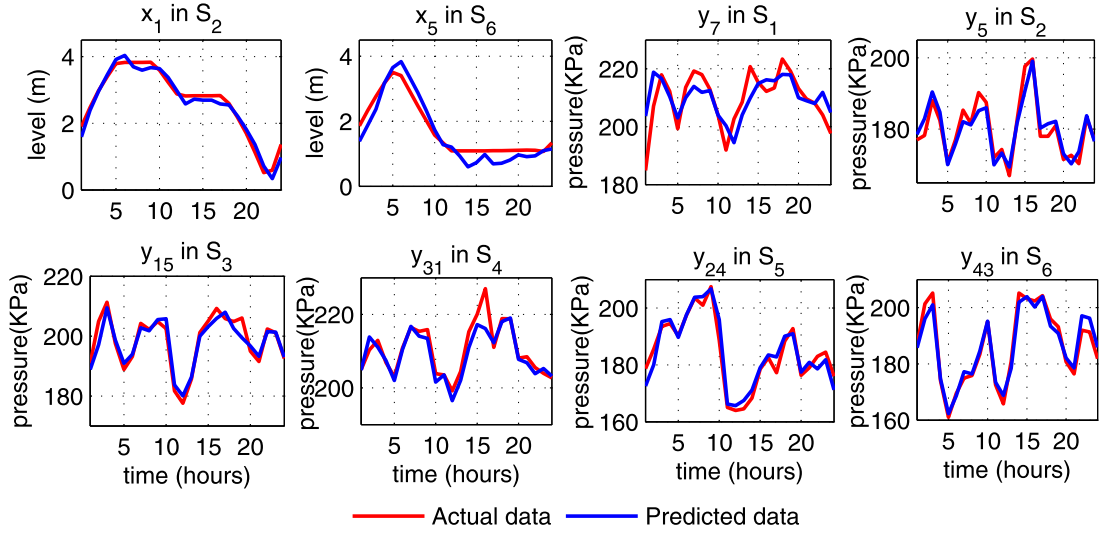 x1 in S2
x5 in S6
y7 in S1
y5 in S2
level (m)
4
2
0
5 10 15 20
level (m)
4
2
0
5 10 15 20
pressure(KPa)
220
200
180
5 10 15 20
pressure(KPa)
200
180
5 10 15 20
y15 in S3
y31 in S4
y24 in S5
y43 in S6
pressure(KPa)
220
200
180
5 10 15 20
time (hours)
pressure(KPa)
220
200
5 10 15 20
time (hours)
pressure(KPa)
200
180
160
5 10 15 20
time (hours)
pressure(KPa)
200
180
160
5 10 15 20
time (hours)
Actual data Predicted data